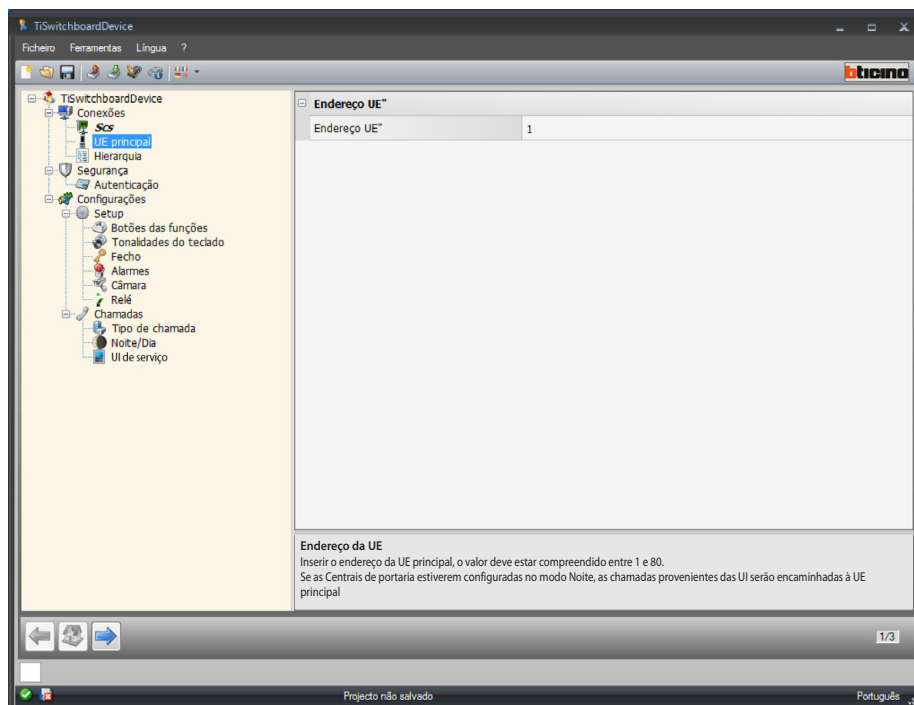 TiSwitchboardDevice
Ficheiro Ferramentas Língua ?
bticino
TiSwitchboardDevice
Conexões
Scs
UE principal
Hierarquia
Segurança
Autenticação
Configurações
Setup
Botões das funções
Tonalidades do teclado
Fecho
Alarmes
Câmara
Relé
Chamadas
Tipo de chamada
Noite/Dia
UI de serviço
Endereço UE"
Endereço UE" 1
Endereço da UE
Inserir o endereço da UE principal, o valor deve estar compreendido entre 1 e 80.
Se as Centrais de portaria estiverem configuradas no modo Noite, as chamadas provenientes das UI serão encaminhadas à UE
principal
1/3
Projecto não salvado Português